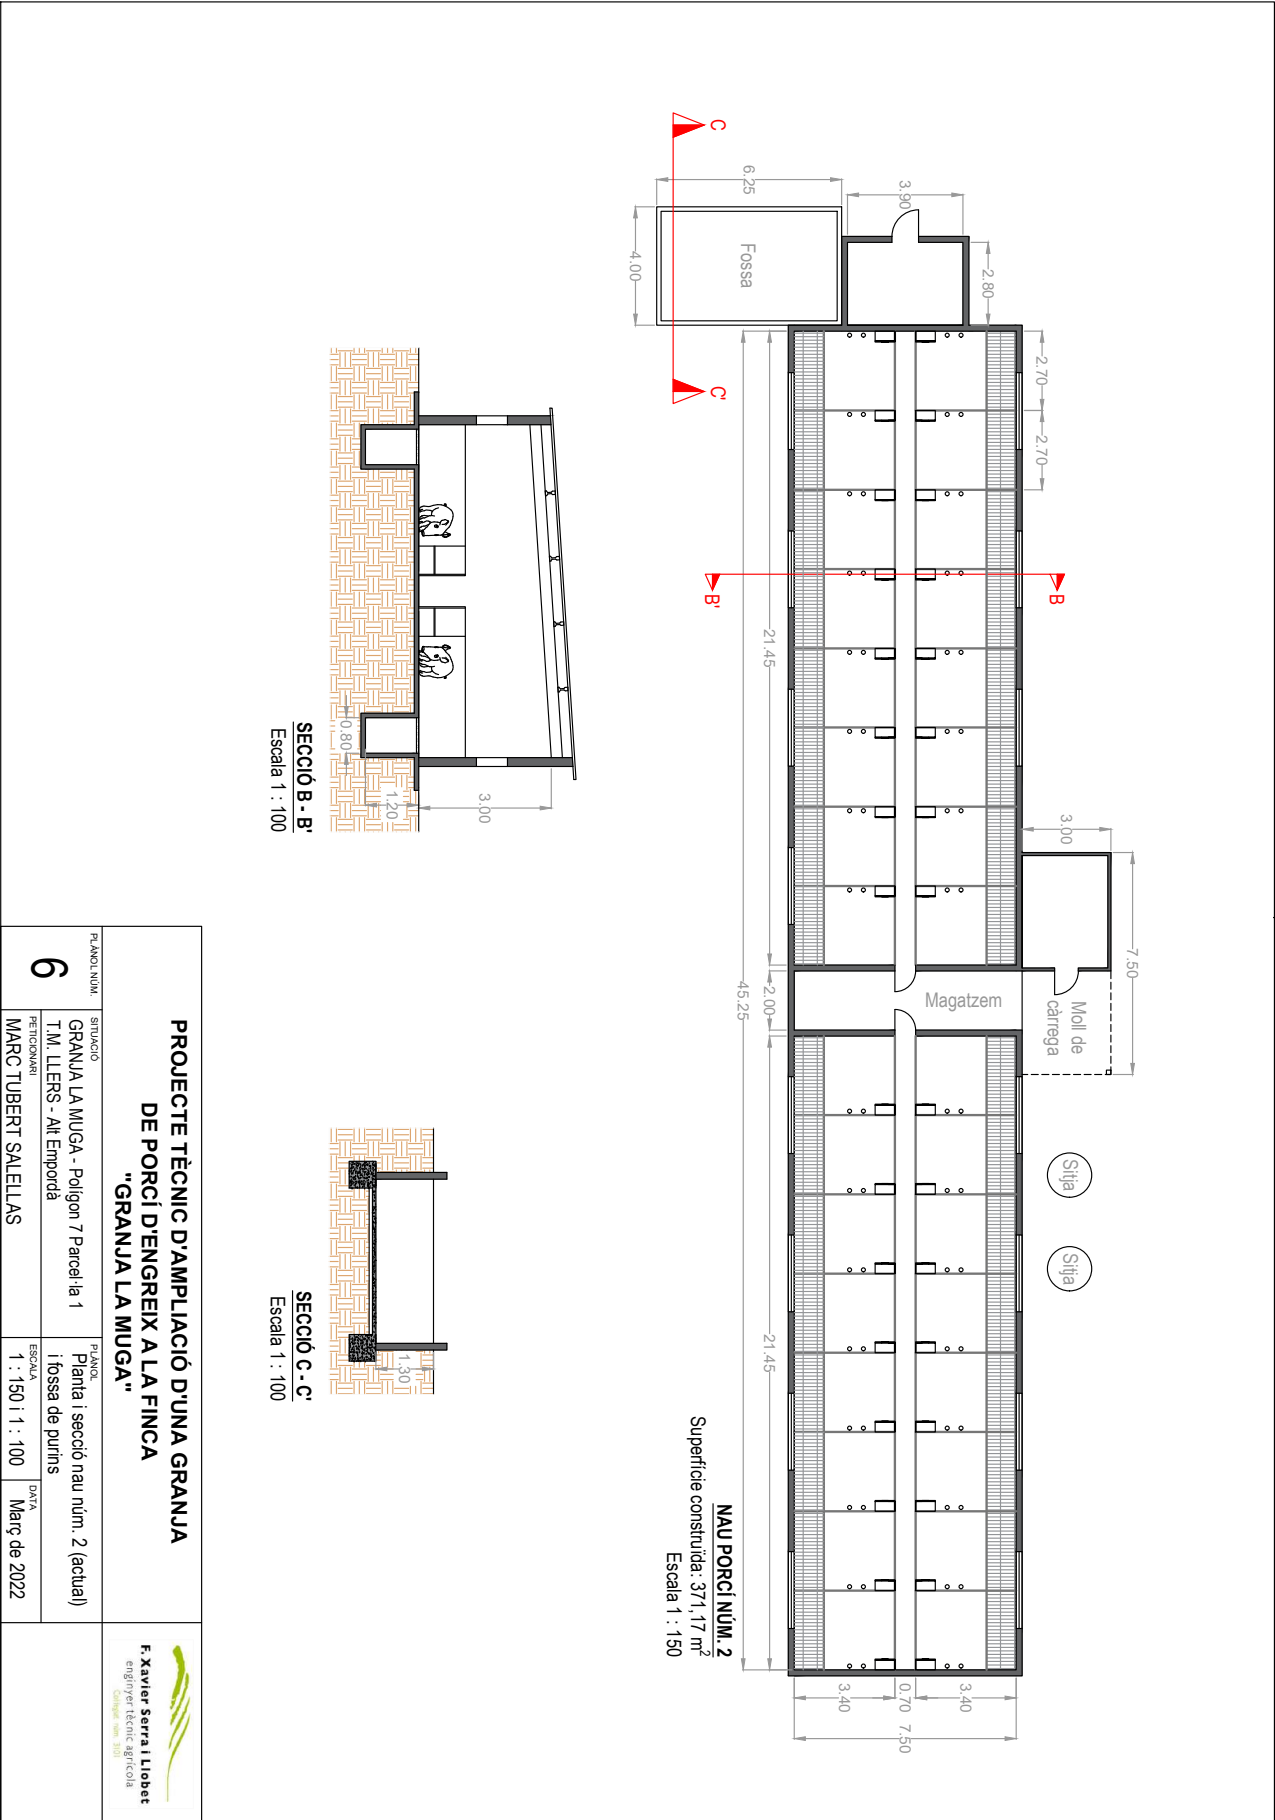 C
C'
B
B'
6.25
4.00
Fossa
3.90
2.80
2.70
2.70
21.45
3.00
7.50
Moll de
càrrega
Magatzem
2.00
45.25
Sitja
Sitja
21.45
3.40
0.70
3.40
7.50
NAU PORCÍ NÚM. 2
Superfície construïda: 371,17 m²
Escala 1 : 150
3.00
1.20
0.80
SECCIÓ B - B'
Escala 1 : 100
1.30
SECCIÓ C - C'
Escala 1 : 100
PROJECTE TÈCNIC D'AMPLIACIÓ D'UNA GRANJA
DE PORCÍ D'ENGREIX A LA FINCA
"GRANJA LA MUGA"
F. Xavier Serra i Llobet
enginyer tècnic agrícola
Col·legiat núm. 3101
PLÀNOL NÚM.
6
SITUACIÓ
GRANJA LA MUGA - Polígon 7 Parcel·la 1
T.M. LLERS - Alt Empordà
PETICIONARI
MARC TUBERT SALELLAS
PLÀNOL
Planta i secció nau núm. 2 (actual)
i fossa de purins
ESCALA
1 : 150 i 1 : 100
DATA
Març de 2022